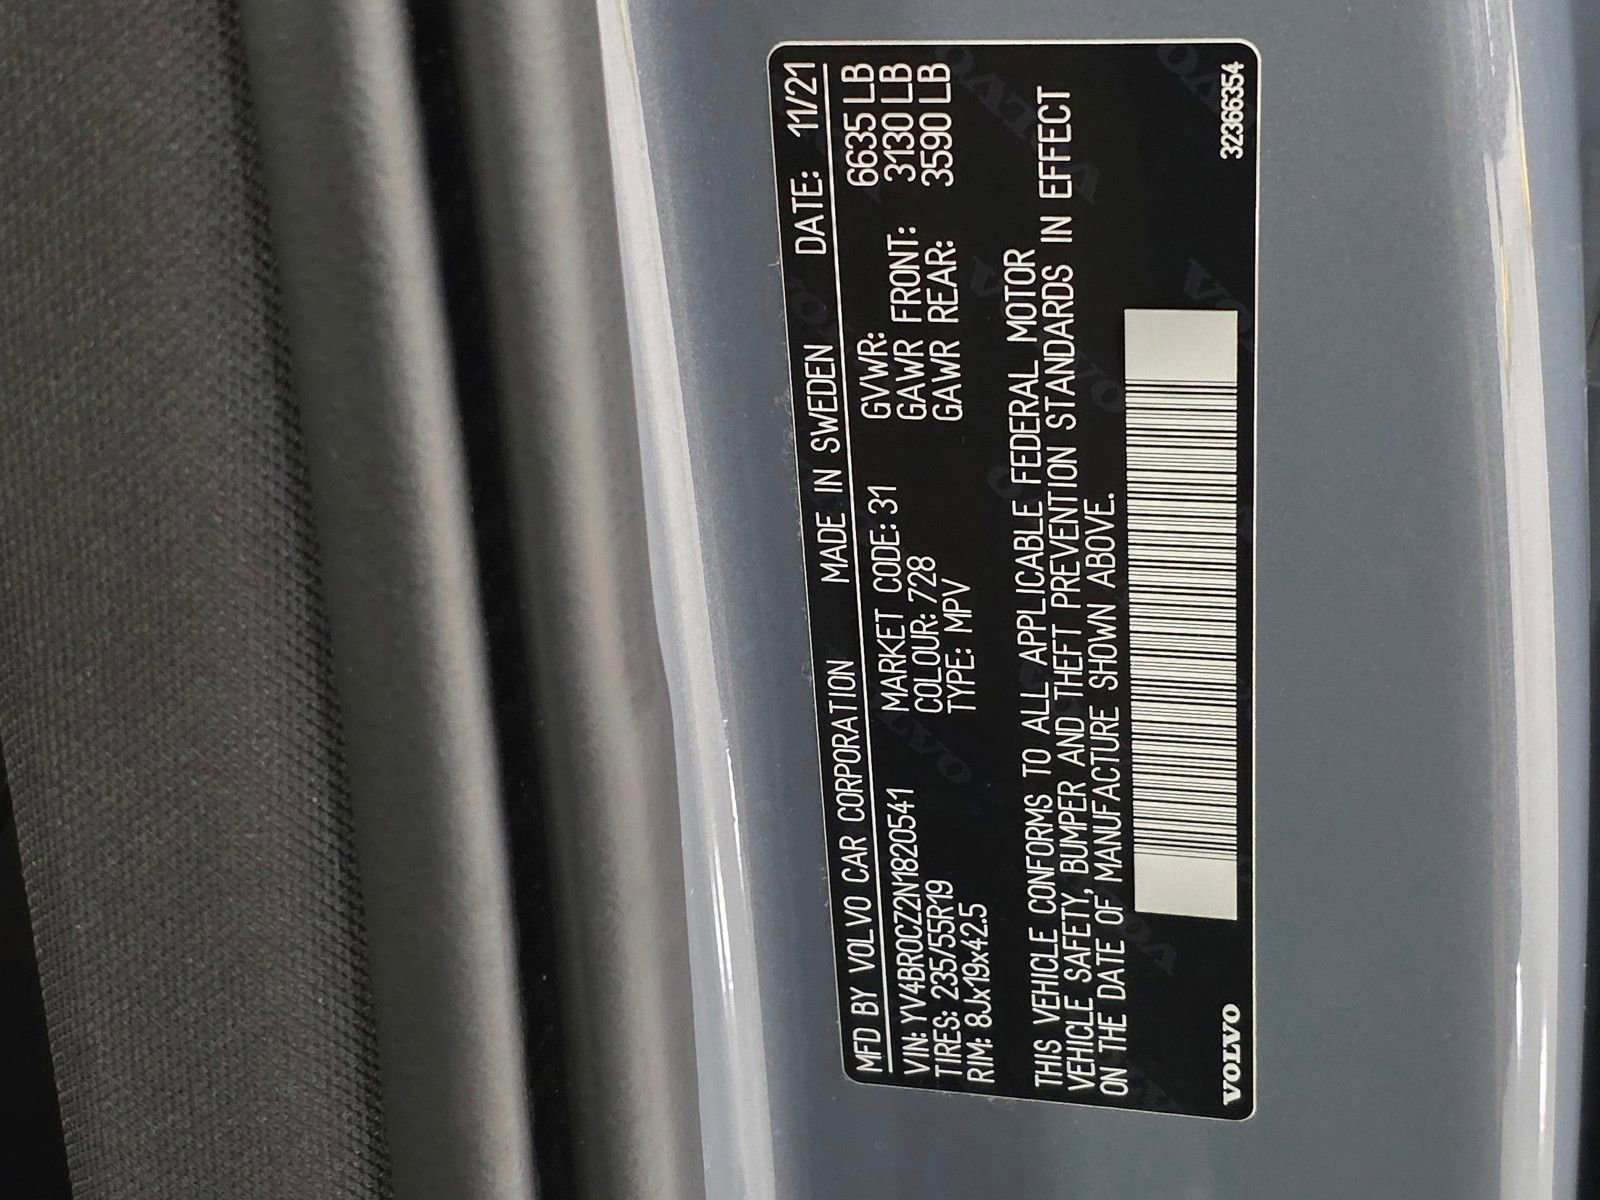 MFD BY VOLVO CAR CORPORATION MADE IN SWEDEN DATE: 11/21
VIN: YV4BR0CZ2N1820541 MARKET CODE: 31 GVWR: 6635 LB
TIRES: 235/55R19 COLOUR: 728 GAWR FRONT: 3130 LB
RIM: 8Jx19x42.5 TYPE: MPV GAWR REAR: 3590 LB
THIS VEHICLE CONFORMS TO ALL APPLICABLE FEDERAL MOTOR
VEHICLE SAFETY, BUMPER AND THEFT PREVENTION STANDARDS IN EFFECT
ON THE DATE OF MANUFACTURE SHOWN ABOVE.
VOLVO 32366354